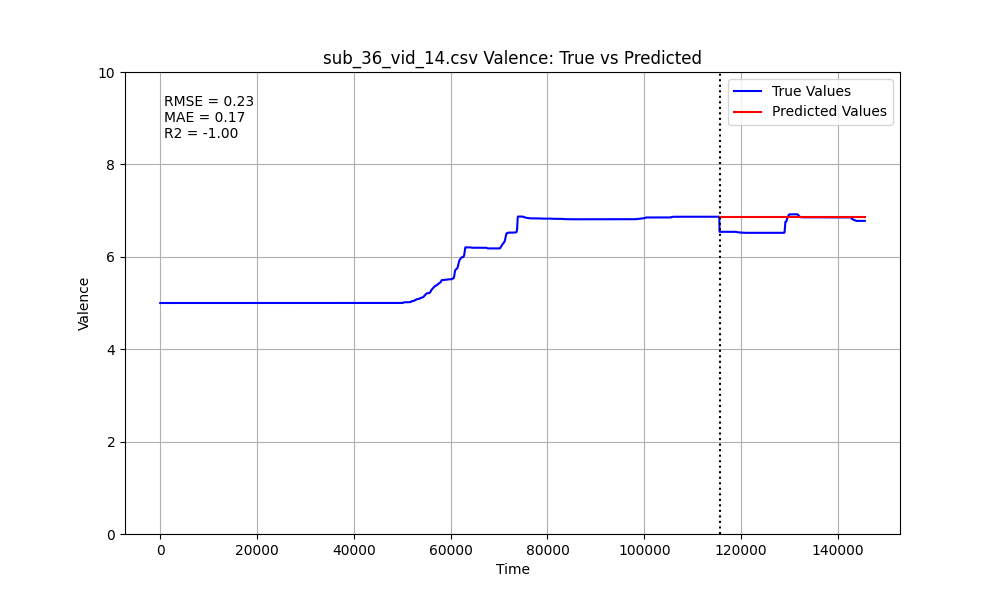 sub_36_vid_14.csv Valence: True vs Predicted
RMSE = 0.23
MAE = 0.17
R2 = -1.00
True Values
Predicted Values
Valence
10
8
6
4
2
0
0 20000 40000 60000 80000 100000 120000 140000
Time